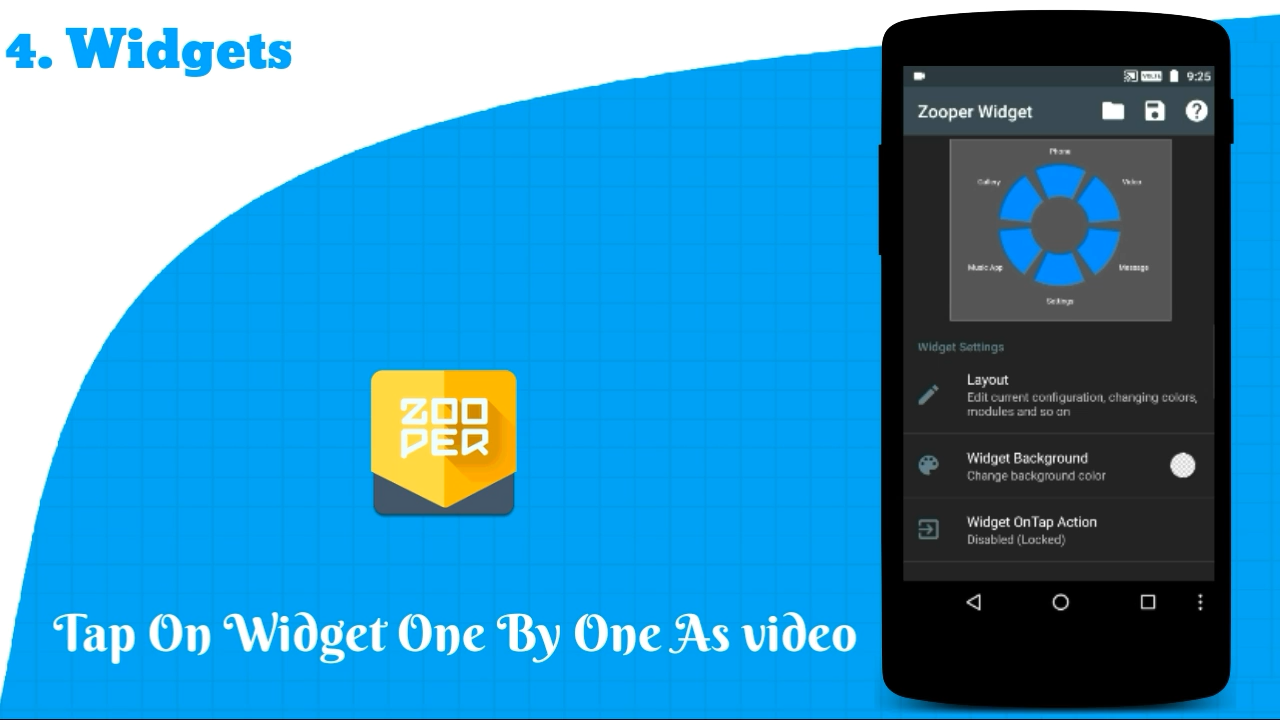 4. Widgets
9:25
Zooper Widget
Phone
Gallery
Video
Music App
Message
Settings
Widget Settings
Layout
Edit current configuration, changing colors,
modules and so on
Widget Background
Change background color
Widget OnTap Action
Disabled (Locked)
ZOO
PER
Tap On Widget One By One As video